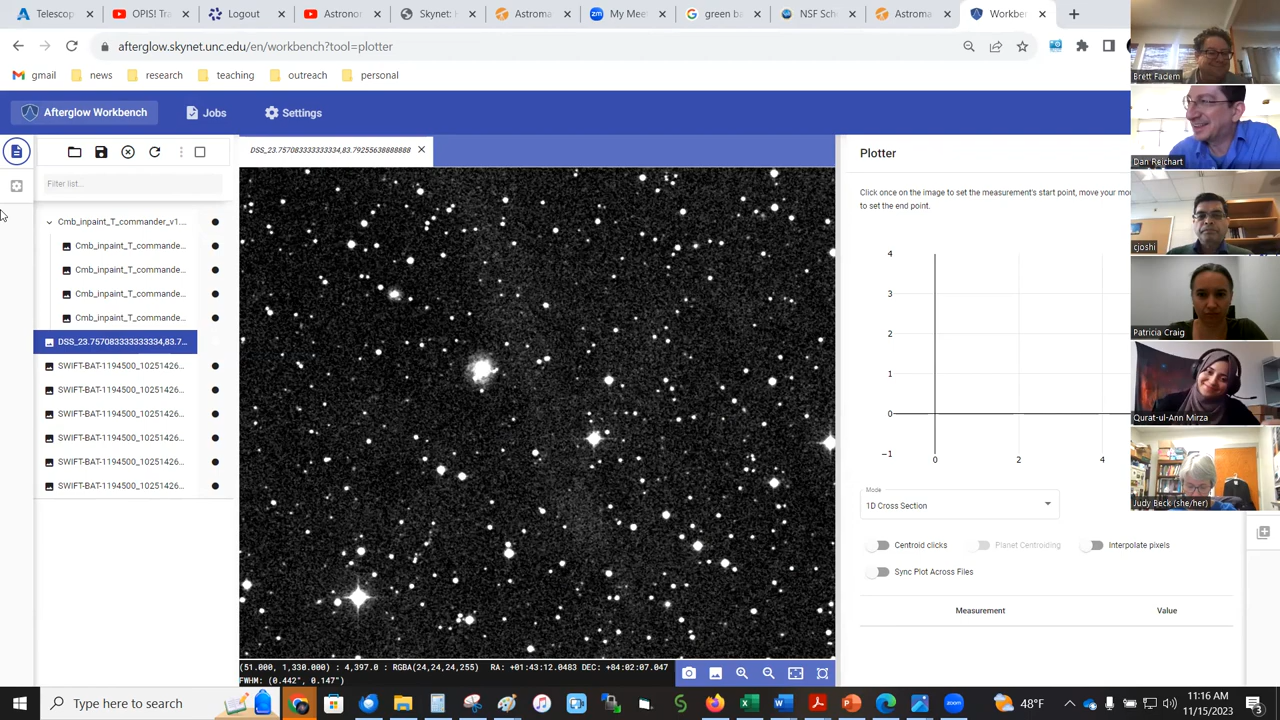 Telescop
OPIS! Tra
Astronom
Skynet:
Astroma
My Mee
green ba
NSF Sch
Astroma
Workben
afterglow.skynet.unc.edu/en/workbench?tool=plotter
gmail
news
research
teaching
outreach
personal
Afterglow Workbench
Jobs
Settings
DSS_23.757083333333334,83.79255638888888
Filter list...
Cmb_inpaint_T_commander_v1....
Cmb_inpaint_T_commande...
Cmb_inpaint_T_commande...
Cmb_inpaint_T_commande...
Cmb_inpaint_T_commande...
DSS_23.757083333333334,83.7...
SWIFT-BAT-1194500_10251426...
SWIFT-BAT-1194500_10251426...
SWIFT-BAT-1194500_10251426...
SWIFT-BAT-1194500_10251426...
SWIFT-BAT-1194500_10251426...
SWIFT-BAT-1194500_10251426...
(51.000, 1,330.000) : 4,397.0 : RGBA(24,24,24,255) RA: +01:43:12.0483 DEC: +84:02:07.047
FWHM: (0.442", 0.147")
Plotter
Click once on the image to set the measurement's start point, move your mo
to set the end point.
4
3
2
1
0
−1
0
2
4
Mode
1D Cross Section
Centroid clicks
Planet Centroiding
Interpolate pixels
Sync Plot Across Files
Measurement
Value
Brett Fadem
Dan Reichart
cjoshi
Patricia Craig
Qurat-ul-Ann Mirza
Judy Beck (she/her)
Type here to search
zoom
48°F
11:16 AM
11/15/2023
3